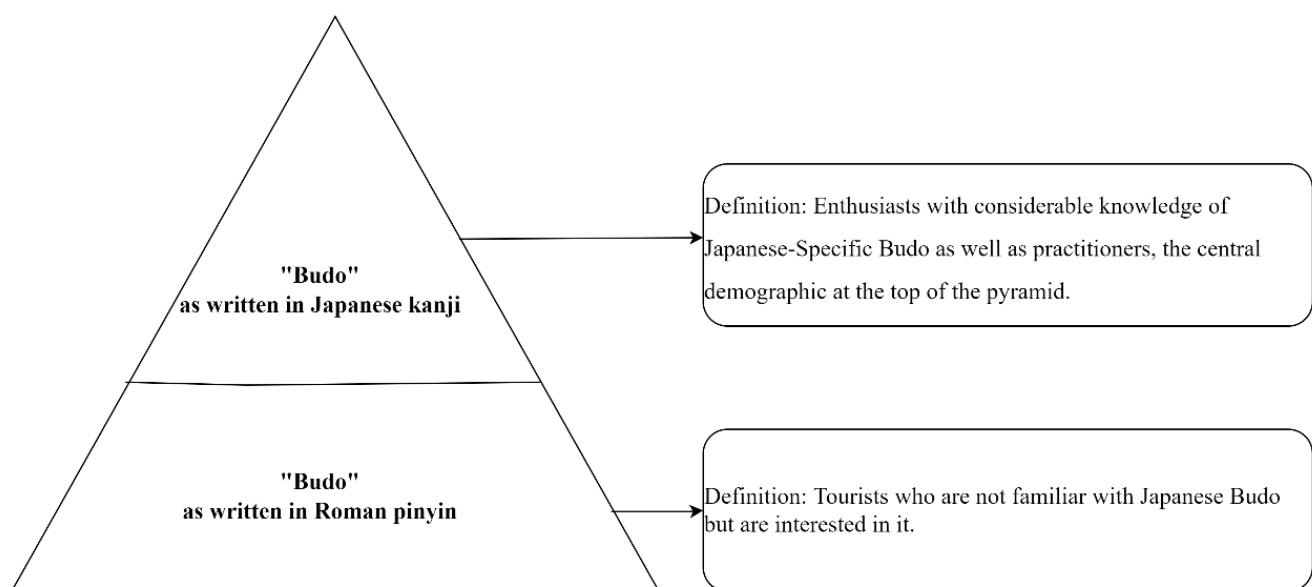 "Budo"
as written in Japanese kanji
Definition: Enthusiasts with considerable knowledge of
Japanese-Specific Budo as well as practitioners, the central
demographic at the top of the pyramid.
"Budo"
as written in Roman pinyin
Definition: Tourists who are not familiar with Japanese Budo
but are interested in it.